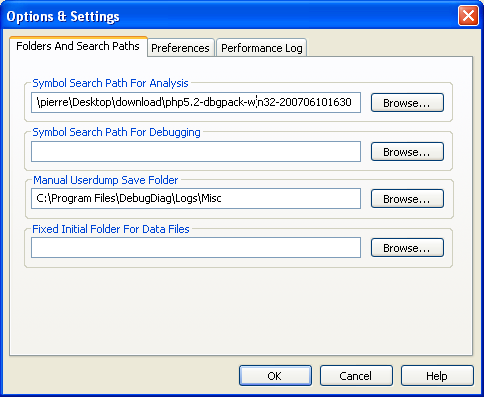 Options & Settings
Folders And Search Paths Preferences Performance Log
Symbol Search Path For Analysis
\pierre\Desktop\download\php5.2-dbgpack-win32-200706101630 Browse...
Symbol Search Path For Debugging
Browse...
Manual Userdump Save Folder
C:\Program Files\DebugDiag\Logs\Misc Browse...
Fixed Initial Folder For Data Files
Browse...
OK Cancel Help